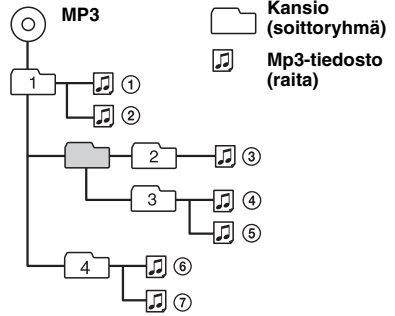 MP3
Kansio
(soittoryhmä)
Mp3-tiedosto
(raita)
1
①
②
2
③
3
④
⑤
4
⑥
⑦